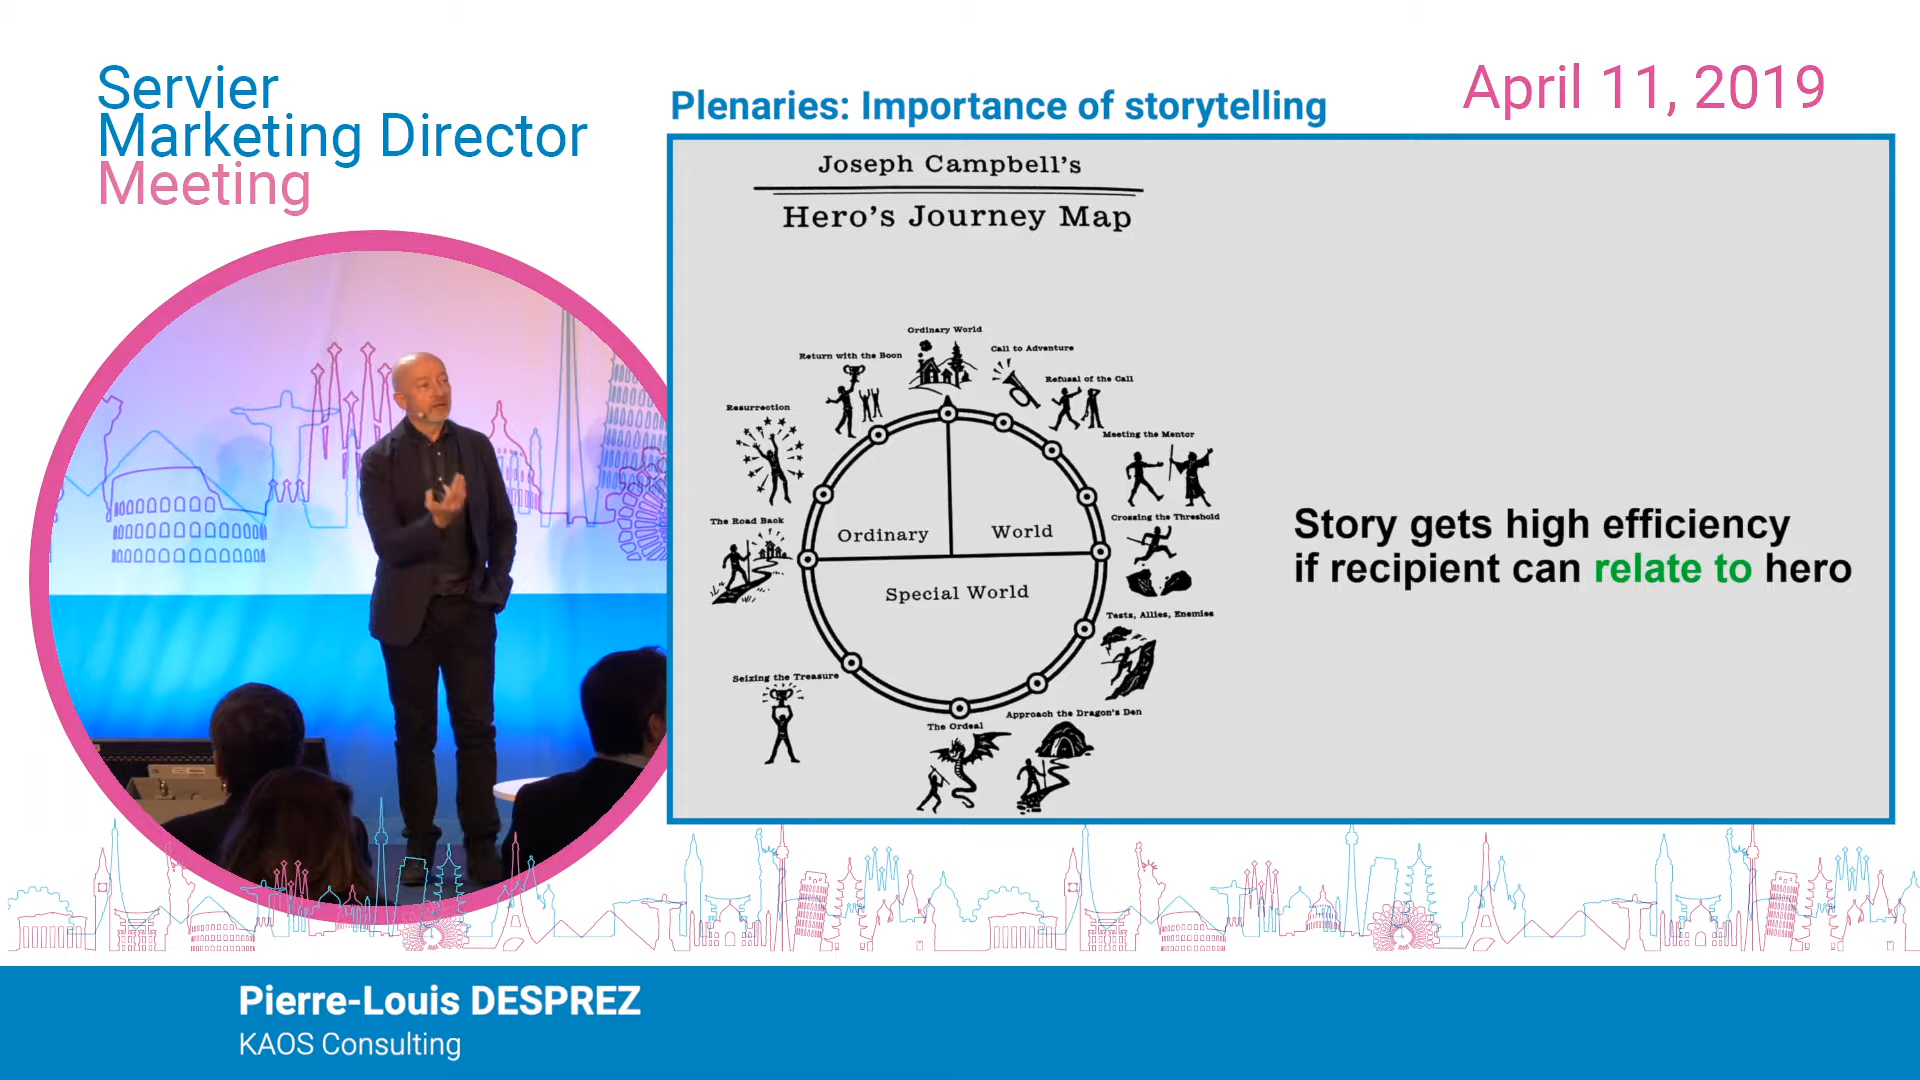 Servier
Marketing Director
Meeting
Plenaries: Importance of storytelling
April 11, 2019
Joseph Campbell's
Hero's Journey Map
Ordinary World
Call to Adventure
Refusal of the Call
Meeting the Mentor
Crossing the Threshold
Tests, Allies, Enemies
Approach the Dragon's Den
The Ordeal
Seizing the Treasure
The Road Back
Resurrection
Return with the Boon
Ordinary World
Special World
Story gets high efficiency
if recipient can relate to hero
Pierre-Louis DESPREZ
KAOS Consulting